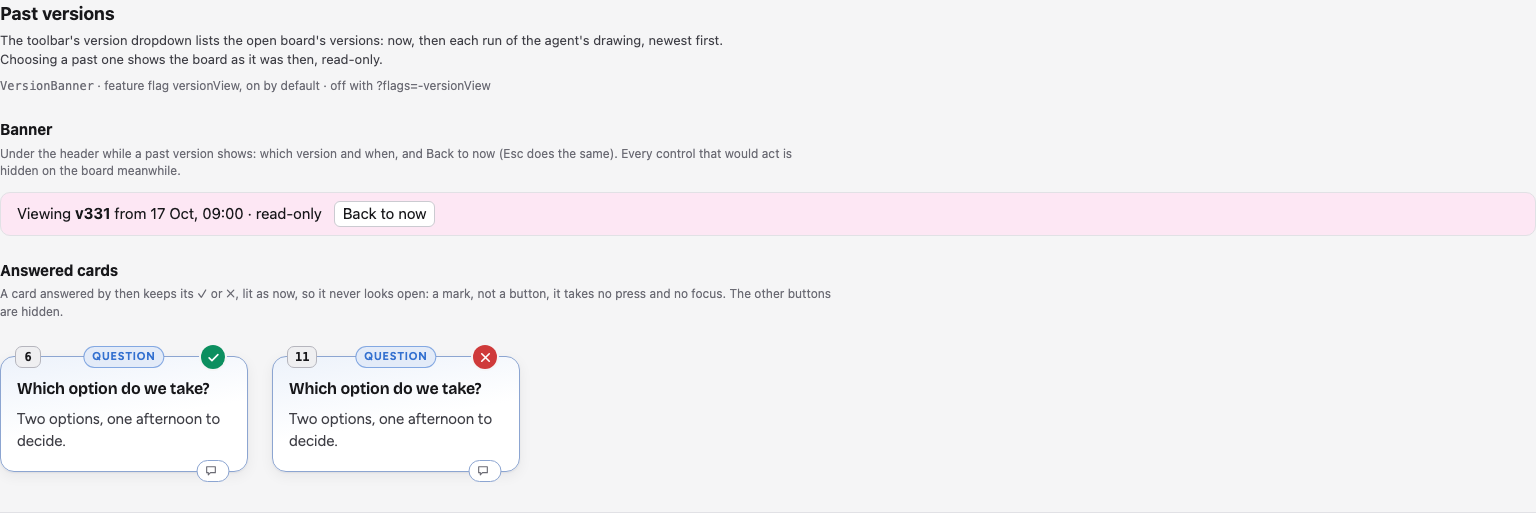 Past versions
The toolbar's version dropdown lists the open board's versions: now, then each run of the agent's drawing, newest first.
Choosing a past one shows the board as it was then, read-only.
VersionBanner · feature flag versionView, on by default · off with ?flags=-versionView
Banner
Under the header while a past version shows: which version and when, and Back to now (Esc does the same). Every control that would act is
hidden on the board meanwhile.
Viewing v331 from 17 Oct, 09:00 · read-only Back to now
Answered cards
A card answered by then keeps its ✓ or ✕, lit as now, so it never looks open: a mark, not a button, it takes no press and no focus. The other buttons
are hidden.
6 QUESTION
Which option do we take?
Two options, one afternoon to
decide.
11 QUESTION
Which option do we take?
Two options, one afternoon to
decide.